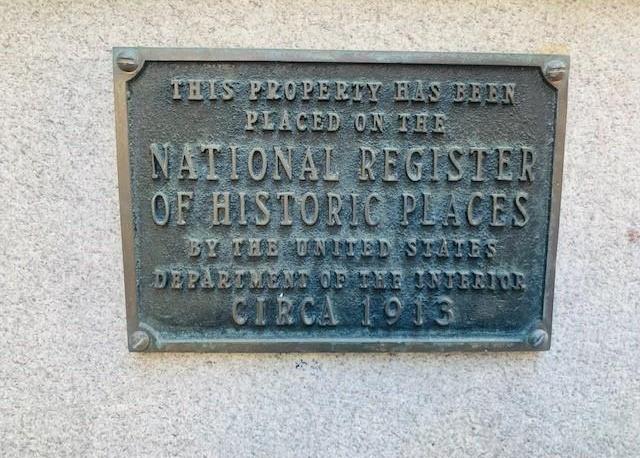 THIS PROPERTY HAS BEEN
PLACED ON THE
NATIONAL REGISTER
OF HISTORIC PLACES
BY THE UNITED STATES
DEPARTMENT OF THE INTERIOR
CIRCA 1913